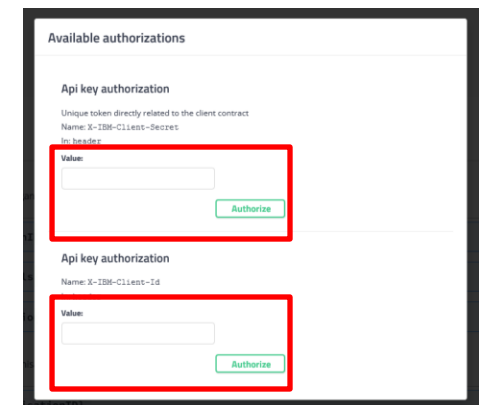 Available authorizations
Api key authorization
Unique token directly related to the client contract
Name: X-IBM-Client-Secret
In: header
Value:
Authorize
Api key authorization
Name: X-IBM-Client-Id
Value:
Authorize